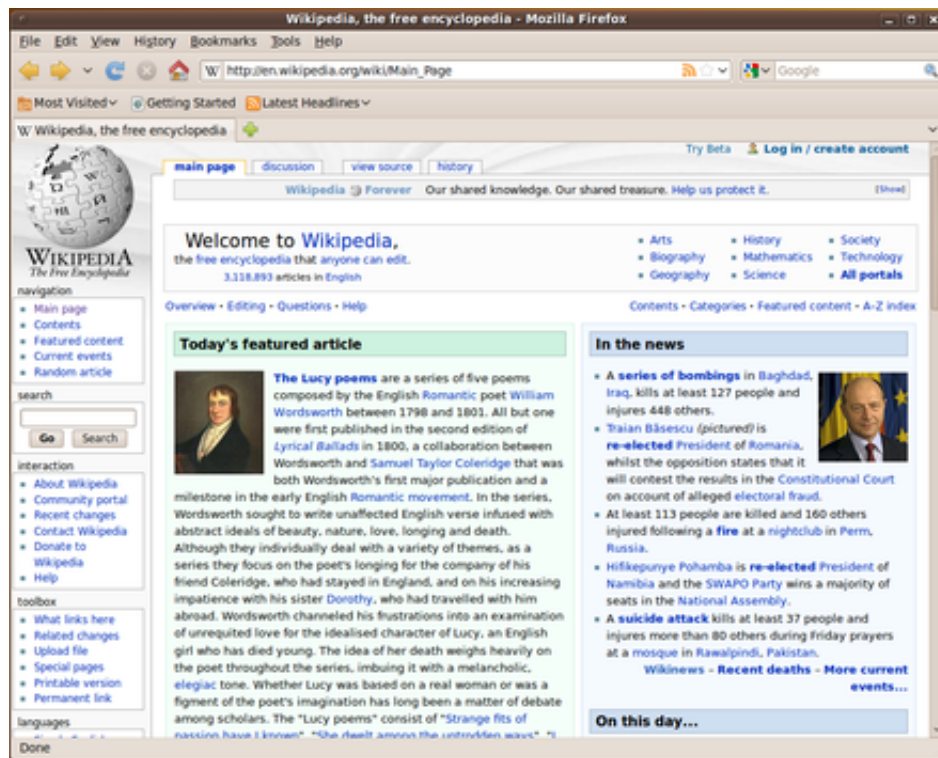 Wikipedia, the free encyclopedia - Mozilla Firefox
File Edit View History Bookmarks Tools Help
http://en.wikipedia.org/wiki/Main_Page
Google
Most Visited Getting Started Latest Headlines
Wikipedia, the free encyclopedia
Try Beta Log in / create account
main page discussion view source history
Wikipedia Forever Our shared knowledge. Our shared treasure. Help us protect it. [Show]
WIKIPEDIA
The Free Encyclopedia
navigation
Main page
Contents
Featured content
Current events
Random article
search
Go Search
interaction
About Wikipedia
Community portal
Recent changes
Contact Wikipedia
Donate to
Wikipedia
Help
toolbox
What links here
Related changes
Upload file
Special pages
Printable version
Permanent link
languages
Welcome to Wikipedia,
the free encyclopedia that anyone can edit.
3,118,893 articles in English
Arts History Society
Biography Mathematics Technology
Geography Science All portals
Overview · Editing · Questions · Help
Contents · Categories · Featured content · A–Z index
Today's featured article
The Lucy poems are a series of five poems
composed by the English Romantic poet William
Wordsworth between 1798 and 1801. All but one
were first published in the second edition of
Lyrical Ballads in 1800, a collaboration between
Wordsworth and Samuel Taylor Coleridge that was
both Wordsworth's first major publication and a
milestone in the early English Romantic movement. In the series,
Wordsworth sought to write unaffected English verse infused with
abstract ideals of beauty, nature, love, longing and death.
Although they individually deal with a variety of themes, as a
series they focus on the poet's longing for the company of his
friend Coleridge, who had stayed in England, and on his increasing
impatience with his sister Dorothy, who had travelled with him
abroad. Wordsworth channeled his frustrations into an examination
of unrequited love for the idealised character of Lucy, an English
girl who has died young. The idea of her death weighs heavily on
the poet throughout the series, imbuing it with a melancholic,
elegiac tone. Whether Lucy was based on a real woman or was a
figment of the poet's imagination has long been a matter of debate
among scholars. The "Lucy poems" consist of "Strange fits of
passion have I known", "She dwelt among the untrodden ways", "I
In the news
A series of bombings in Baghdad,
Iraq, kills at least 127 people and
injures 448 others.
Traian Băsescu (pictured) is
re-elected President of Romania,
whilst the opposition states that it
will contest the results in the Constitutional Court
on account of alleged electoral fraud.
At least 113 people are killed and 160 others
injured following a fire at a nightclub in Perm,
Russia.
Hifikepunye Pohamba is re-elected President of
Namibia and the SWAPO Party wins a majority of
seats in the National Assembly.
A suicide attack kills at least 37 people and
injures more than 80 others during Friday prayers
at a mosque in Rawalpindi, Pakistan.
Wikinews – Recent deaths – More current
events...
On this day...
Done